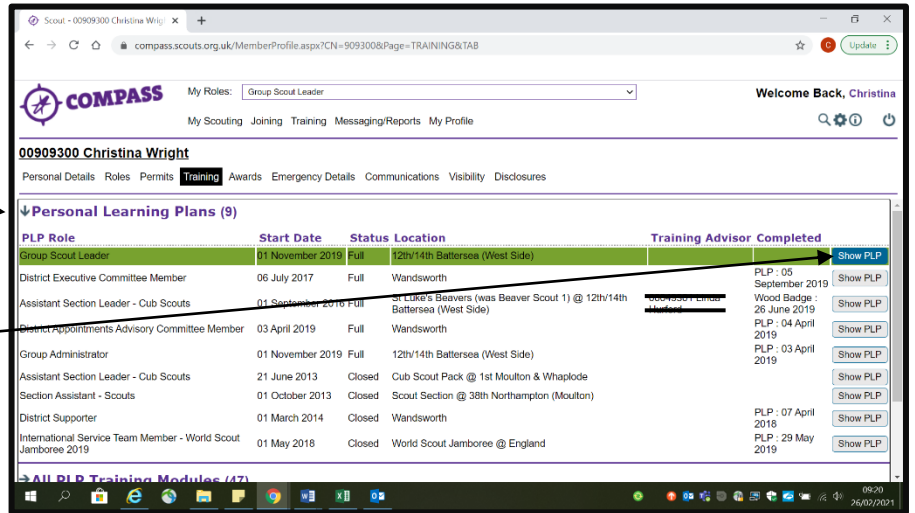 Scout - 00909300 Christina Wrigl
compass.scouts.org.uk/MemberProfile.aspx?CN=909300&Page=TRAINING&TAB
C
Update
COMPASS
My Roles: Group Scout Leader
Welcome Back, Christina
My Scouting Joining Training Messaging/Reports My Profile
00909300 Christina Wright
Personal Details Roles Permits Training Awards Emergency Details Communications Visibility Disclosures
Personal Learning Plans (9)
PLP Role Start Date Status Location Training Advisor Completed
Group Scout Leader 01 November 2019 Full 12th/14th Battersea (West Side) Show PLP
District Executive Committee Member 06 July 2017 Full Wandsworth PLP : 05 September 2019 Show PLP
Assistant Section Leader - Cub Scouts 01 September 2016 Full St Luke's Beavers (was Beaver Scout 1) @ 12th/14th Battersea (West Side) Wood Badge : 26 June 2019 Show PLP
District Appointments Advisory Committee Member 03 April 2019 Full Wandsworth PLP : 04 April 2019 Show PLP
Group Administrator 01 November 2019 Full 12th/14th Battersea (West Side) PLP : 03 April 2019 Show PLP
Assistant Section Leader - Cub Scouts 21 June 2013 Closed Cub Scout Pack @ 1st Moulton & Whaplode Show PLP
Section Assistant - Scouts 01 October 2013 Closed Scout Section @ 38th Northampton (Moulton) Show PLP
District Supporter 01 March 2014 Closed Wandsworth PLP : 07 April 2018 Show PLP
International Service Team Member - World Scout Jamboree 2019 01 May 2018 Closed World Scout Jamboree @ England PLP : 29 May 2019 Show PLP
All PLP Training Modules (47)
09:20
26/02/2021